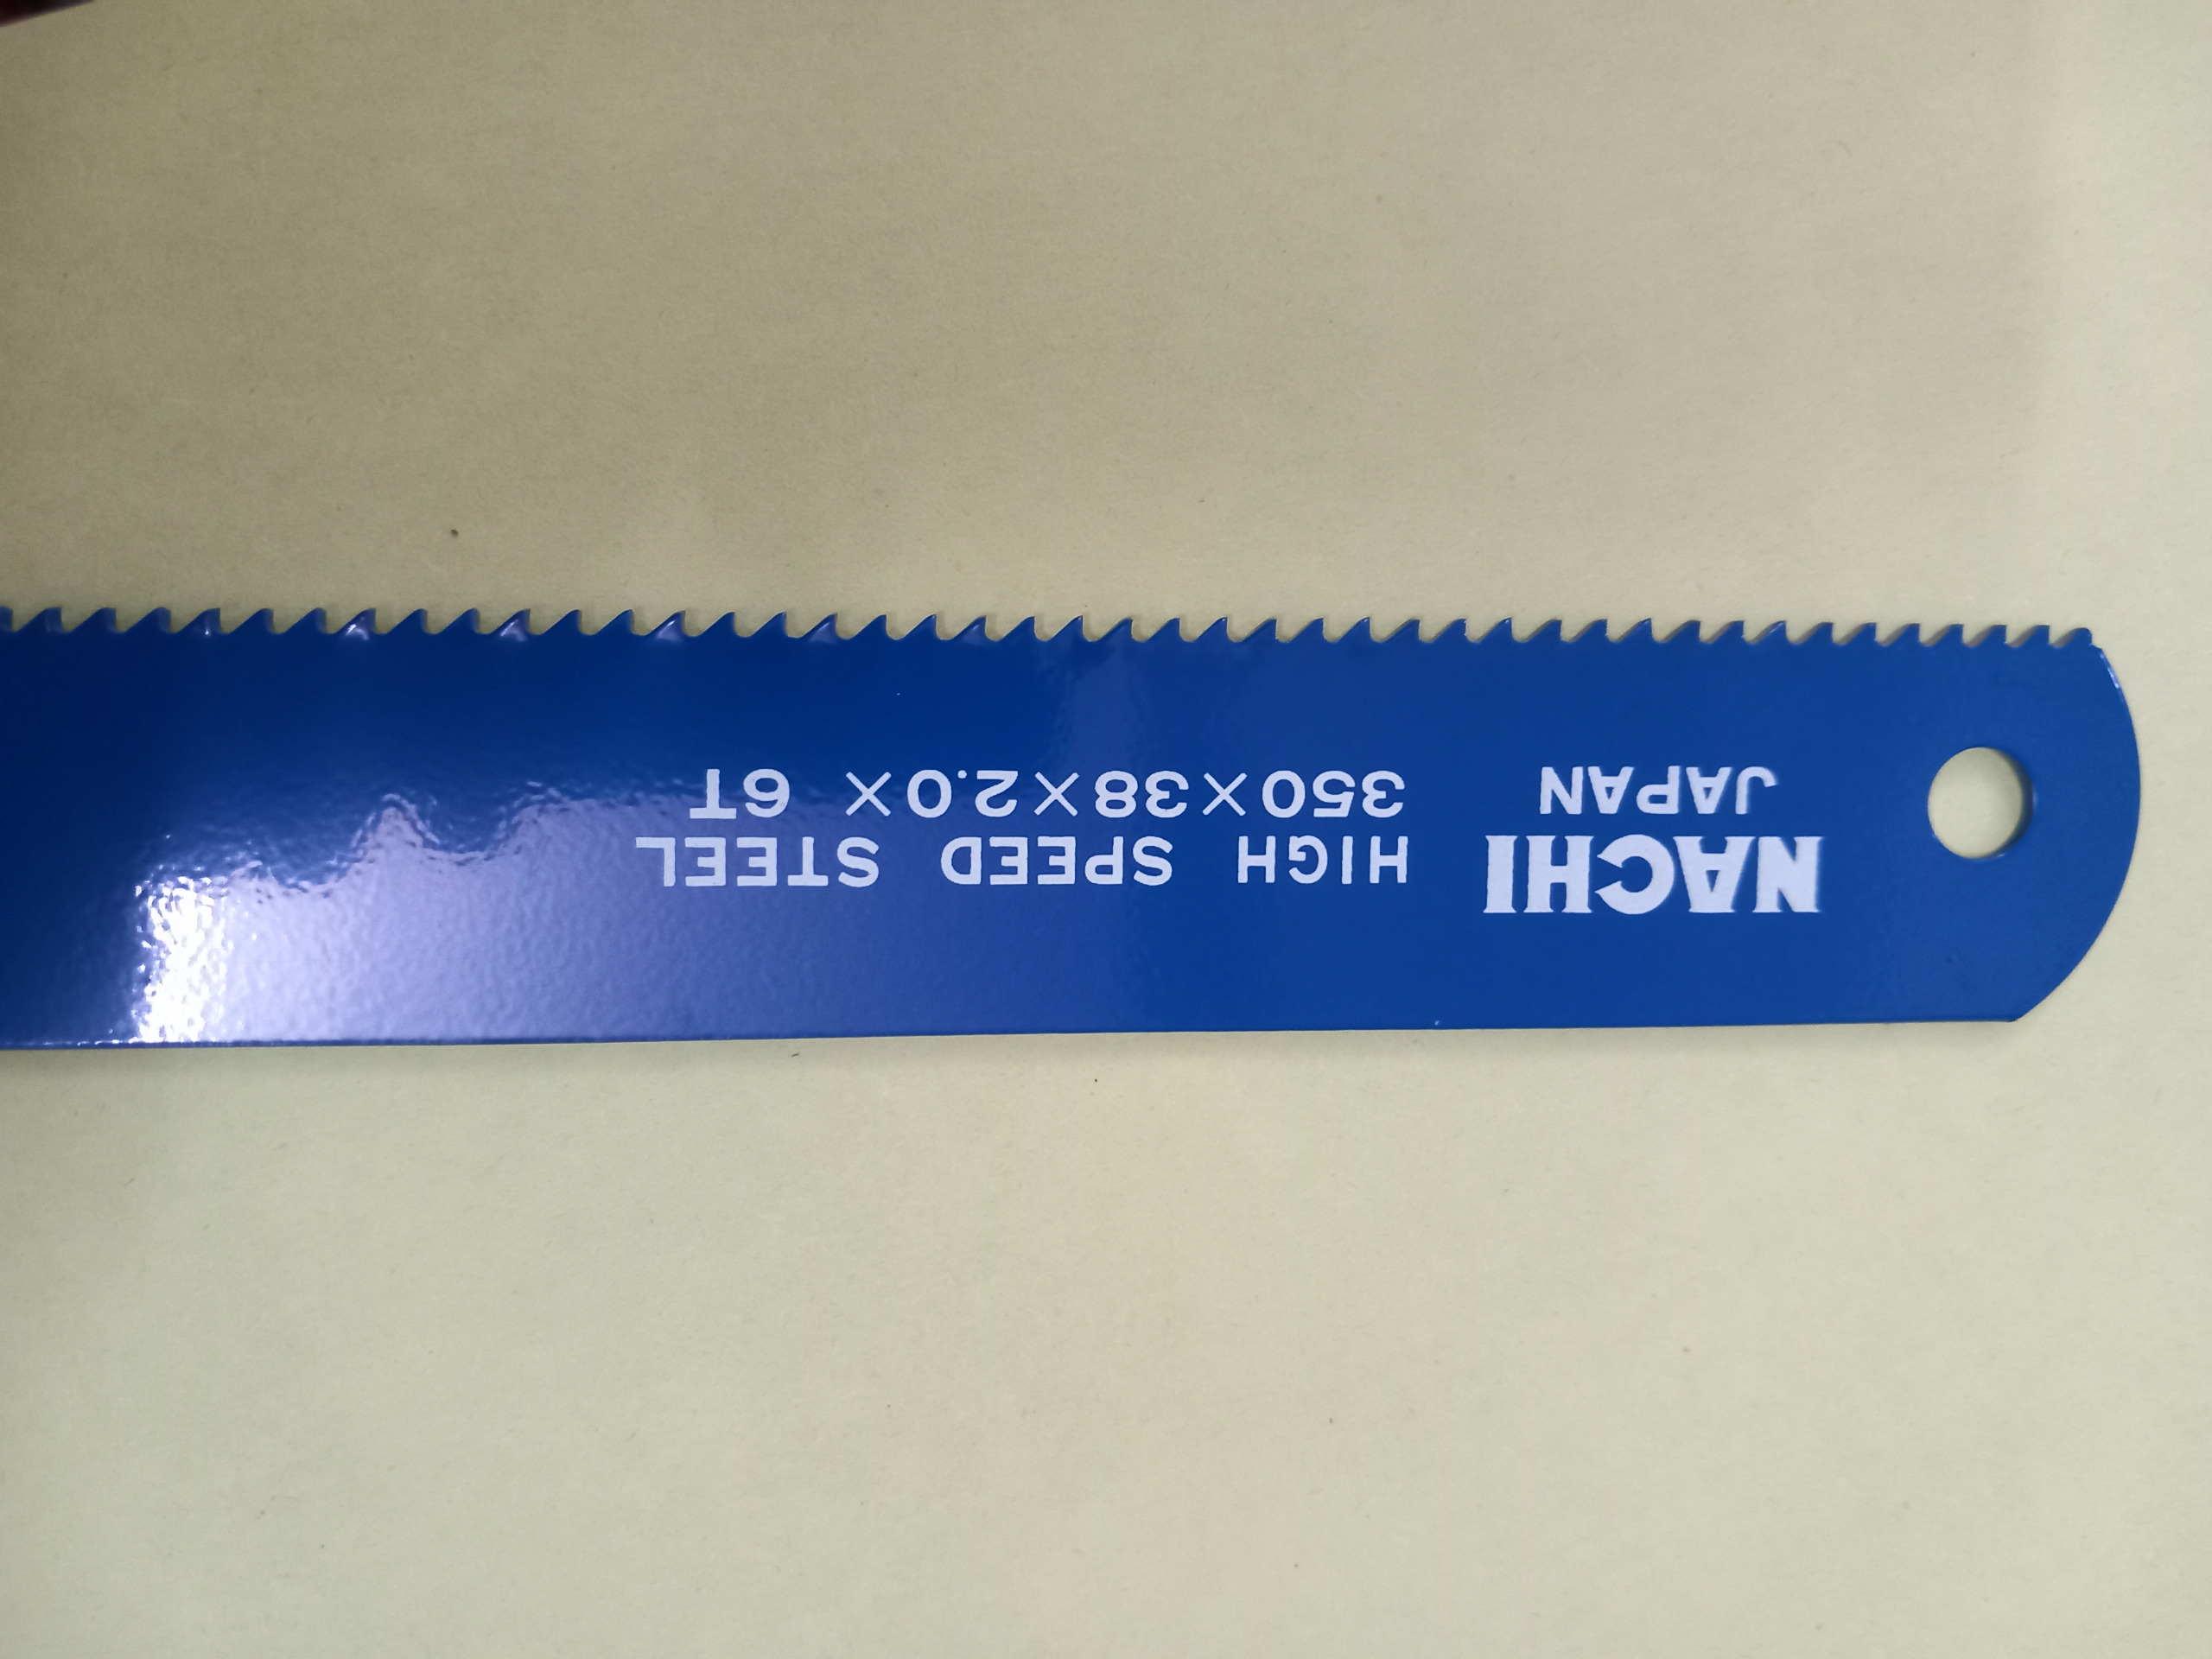 NACHI
JAPAN
HIGH SPEED STEEL
350×38×2.0× 6T